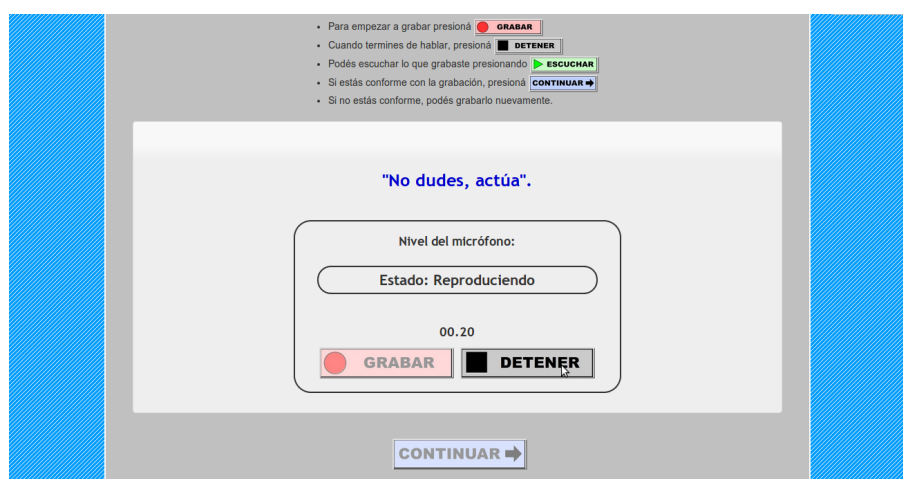 Para empezar a grabar presioná GRABAR
Cuando termines de hablar, presioná DETENER
Podés escuchar lo que grabaste presionando ESCUCHAR
Si estás conforme con la grabación, presioná CONTINUAR
Si no estás conforme, podés grabarlo nuevamente.
"No dudes, actúa".
Nivel del micrófono:
Estado: Reproduciendo
00.20
GRABAR DETENER
CONTINUAR